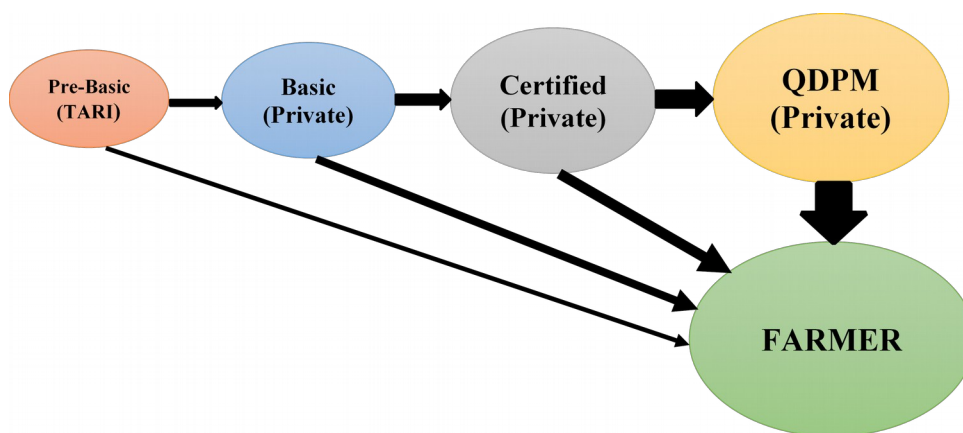 Pre-Basic
(TARI)
Basic
(Private)
Certified
(Private)
QDPM
(Private)
FARMER